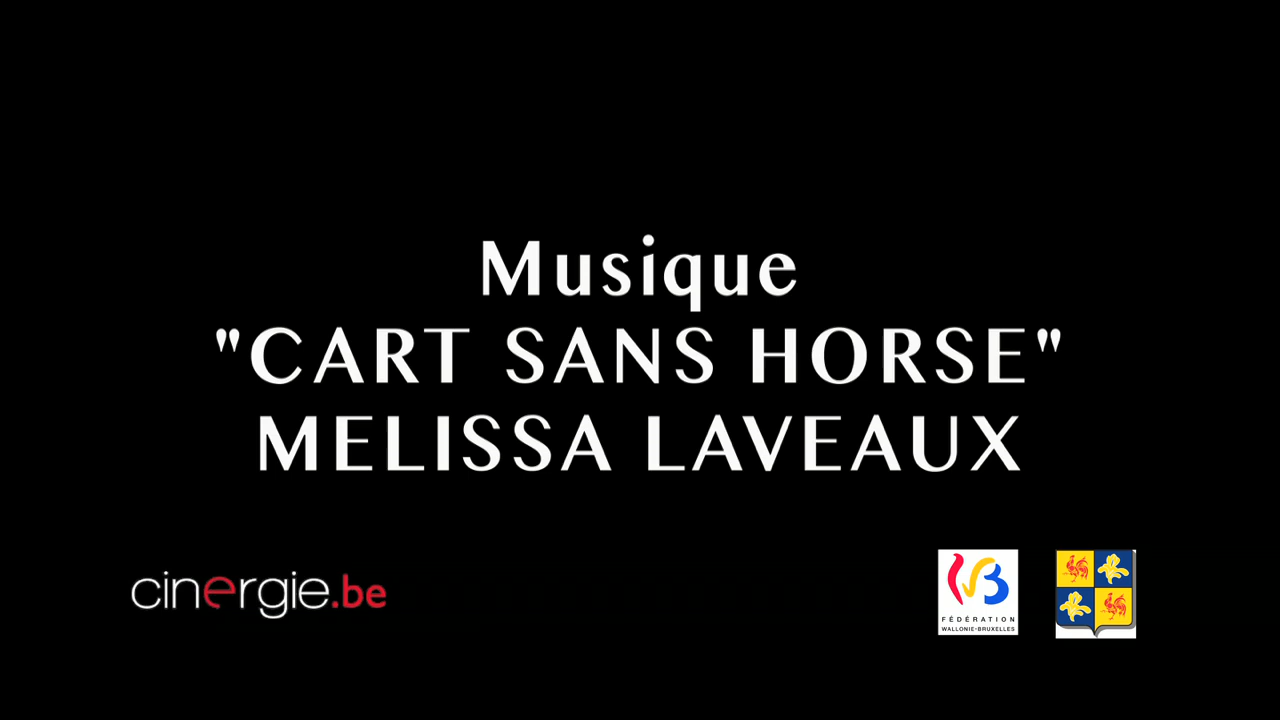 Musique
"CART SANS HORSE"
MELISSA LAVEAUX
cinergie.be
FÉDÉRATION
WALLONIE-BRUXELLES